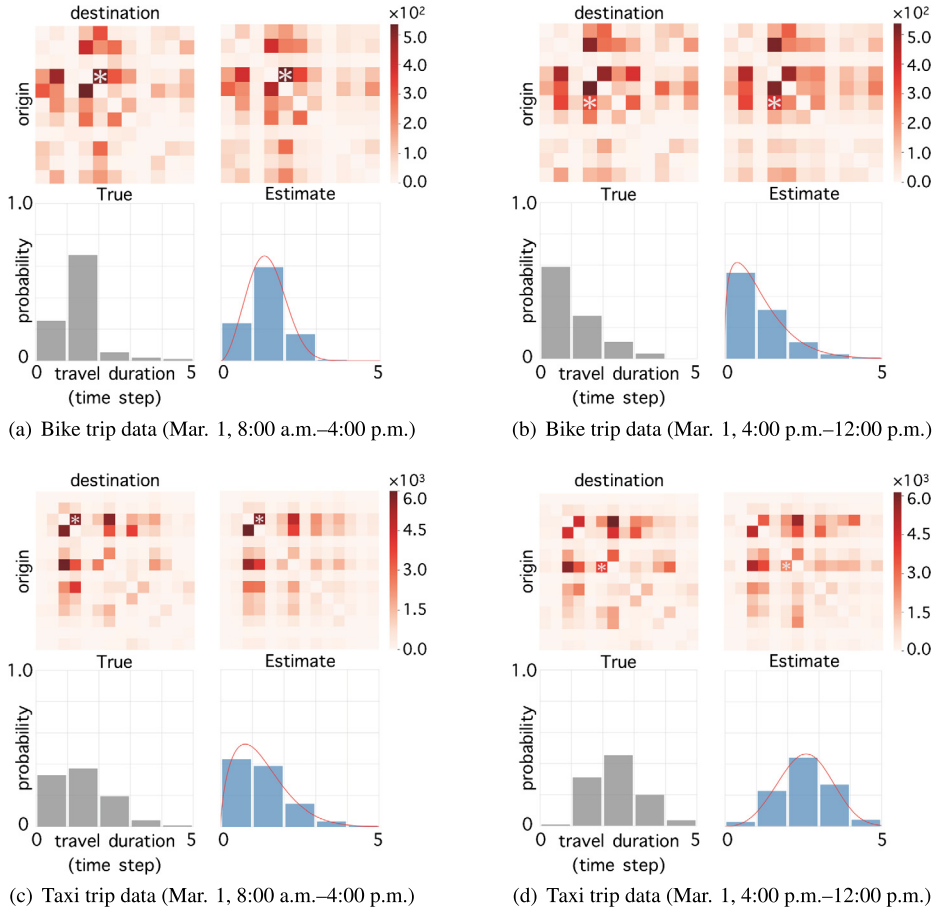 destination
×10²
origin
5.0
4.0
3.0
2.0
1.0
0.0
True
Estimate
1.0
probability
0
0 travel duration 5
(time step)
0 5
(a) Bike trip data (Mar. 1, 8:00 a.m.–4:00 p.m.)
destination
×10²
origin
5.0
4.0
3.0
2.0
1.0
0.0
True
Estimate
1.0
probability
0
0 travel duration 5
(time step)
0 5
(b) Bike trip data (Mar. 1, 4:00 p.m.–12:00 p.m.)
destination
×10³
origin
6.0
4.5
3.0
1.5
0.0
True
Estimate
1.0
probability
0
0 travel duration 5
(time step)
0 5
(c) Taxi trip data (Mar. 1, 8:00 a.m.–4:00 p.m.)
destination
×10³
origin
6.0
4.5
3.0
1.5
0.0
True
Estimate
1.0
probability
0
0 travel duration 5
(time step)
0 5
(d) Taxi trip data (Mar. 1, 4:00 p.m.–12:00 p.m.)